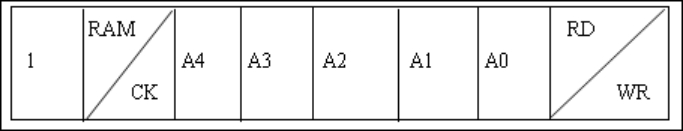 1 RAM CK A4 A3 A2 A1 A0 RD WR